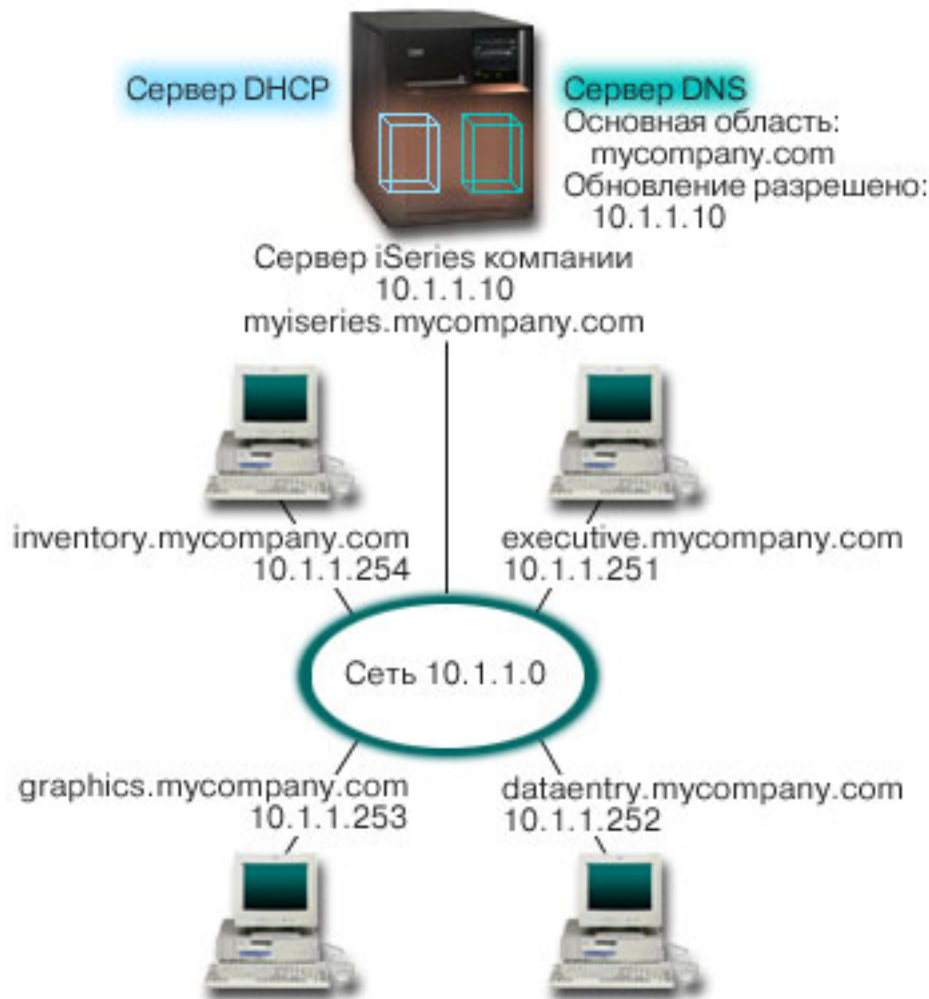 Сервер DHCP
Сервер DNS
Основная область:
mycompany.com
Обновление разрешено:
10.1.1.10
Сервер iSeries компании
10.1.1.10
myiseries.mycompany.com
inventory.mycompany.com
10.1.1.254
executive.mycompany.com
10.1.1.251
Сеть 10.1.1.0
graphics.mycompany.com
10.1.1.253
dataentry.mycompany.com
10.1.1.252